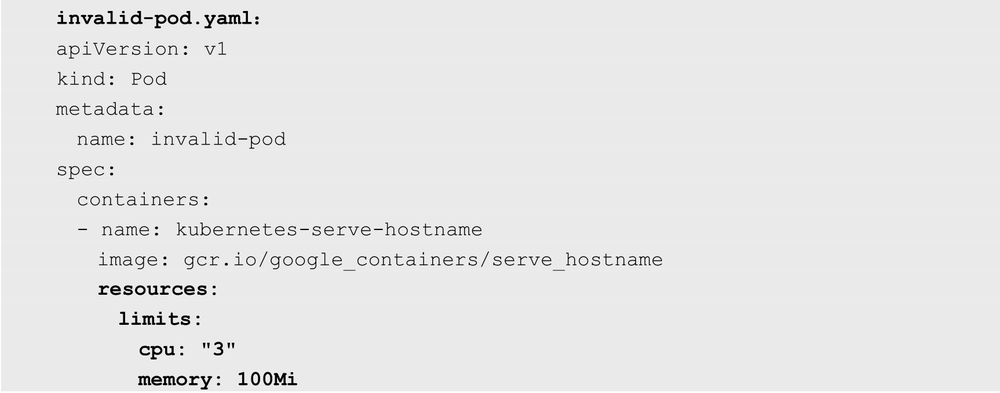 invalid-pod.yaml:
apiVersion: v1
kind: Pod
metadata:
  name: invalid-pod
spec:
  containers:
  - name: kubernetes-serve-hostname
    image: gcr.io/google_containers/serve_hostname
    resources:
      limits:
        cpu: "3"
        memory: 100Mi